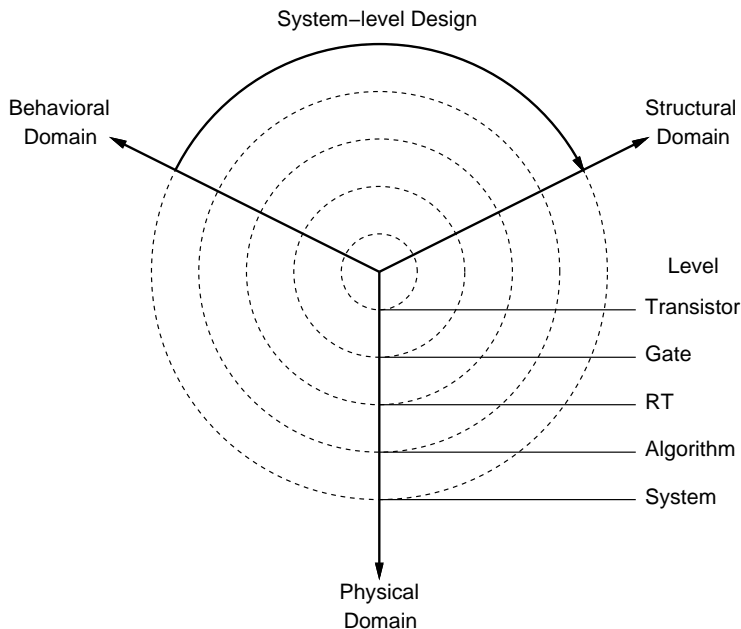 System−level Design
Behavioral
Domain
Structural
Domain
Level
Transistor
Gate
RT
Algorithm
System
Physical
Domain